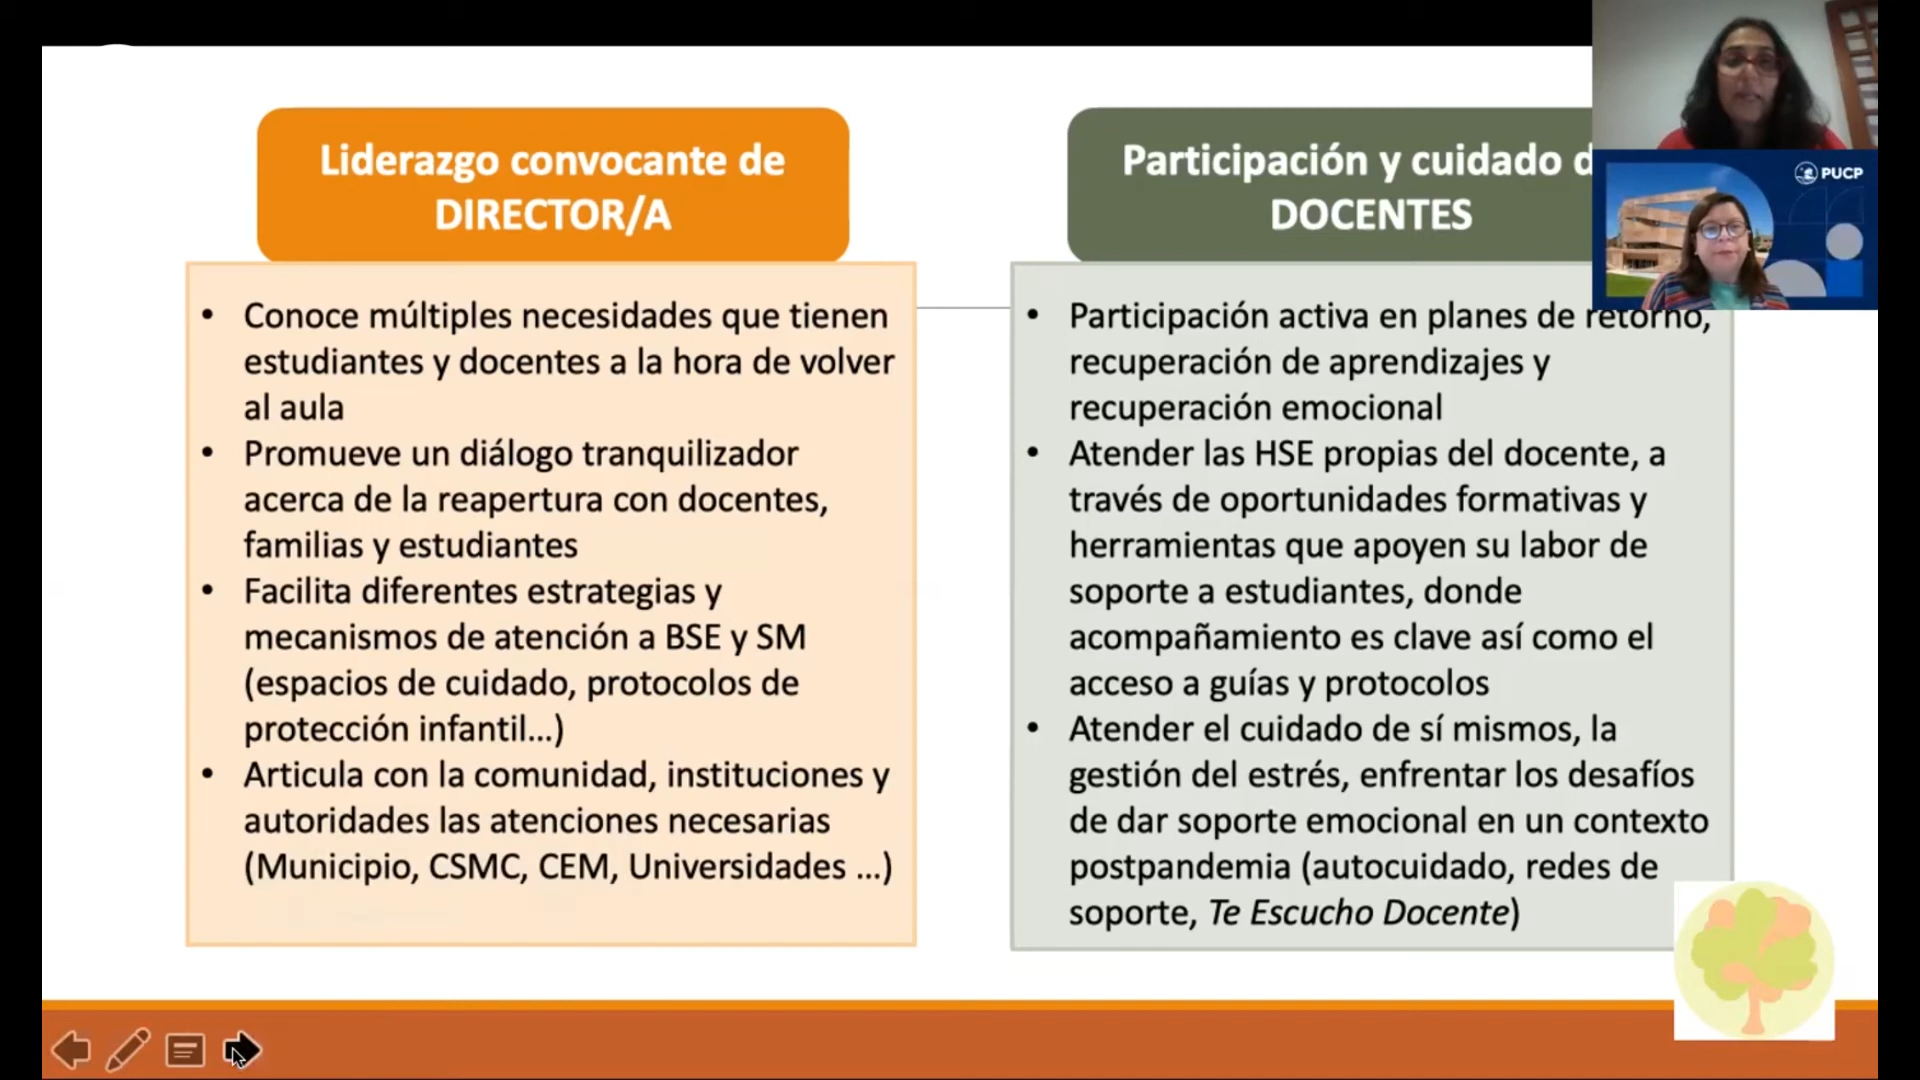 Liderazgo convocante de
DIRECTOR/A
Conoce múltiples necesidades que tienen
estudiantes y docentes a la hora de volver
al aula
Promueve un diálogo tranquilizador
acerca de la reapertura con docentes,
familias y estudiantes
Facilita diferentes estrategias y
mecanismos de atención a BSE y SM
(espacios de cuidado, protocolos de
protección infantil...)
Articula con la comunidad, instituciones y
autoridades las atenciones necesarias
(Municipio, CSMC, CEM, Universidades ...)
Participación y cuidado
DOCENTES
Participación activa en planes de retorno,
recuperación de aprendizajes y
recuperación emocional
Atender las HSE propias del docente, a
través de oportunidades formativas y
herramientas que apoyen su labor de
soporte a estudiantes, donde
acompañamiento es clave así como el
acceso a guías y protocolos
Atender el cuidado de sí mismos, la
gestión del estrés, enfrentar los desafíos
de dar soporte emocional en un contexto
postpandemia (autocuidado, redes de
soporte, Te Escucho Docente)
PUCP